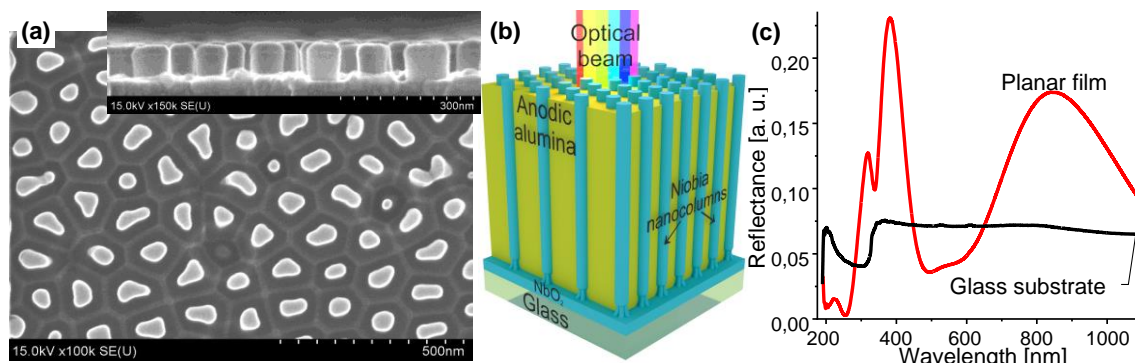 (a)
15.0kV x150k SE(U)
300nm
15.0kV x100k SE(U)
500nm
(b)
Optical
beam
Anodic
alumina
Niobia
nanocolumns
NbO₂
Glass
(c)
Reflectance [a. u.]
0,20
0,15
0,10
0,05
0,00
Planar film
Glass substrate
200 400 600 800 1000
Wavelength [nm]